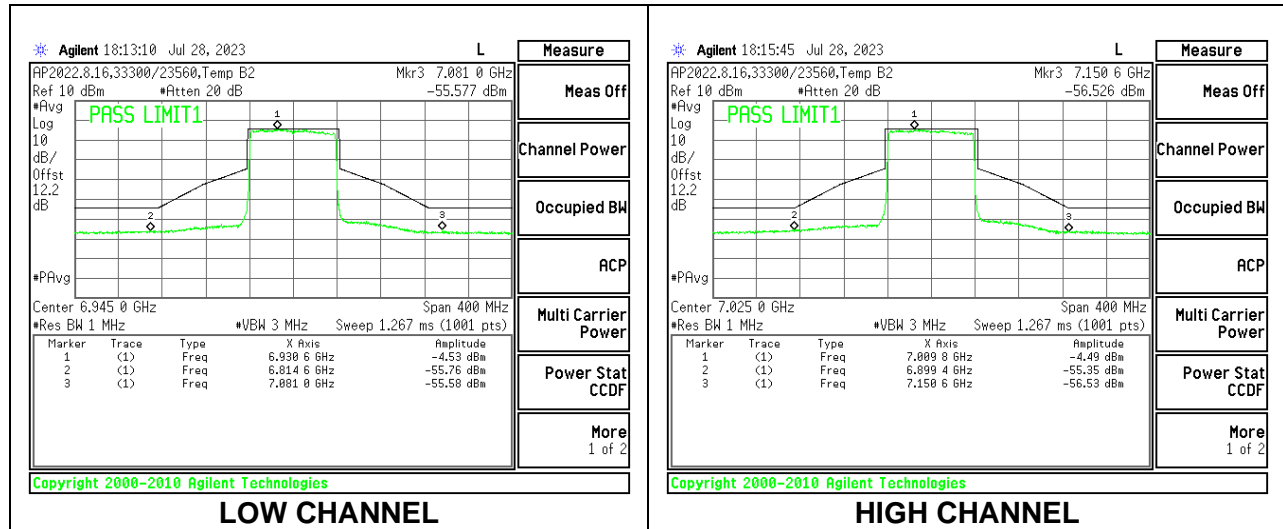 Agilent 18:13:10 Jul 28, 2023 L
AP2022.8.16,33300/23560,Temp B2 Mkr3 7.081 0 GHz
Ref 10 dBm #Atten 20 dB -55.577 dBm
#Avg
Log
10
dB/
Offst
12.2
dB
PASS LIMIT1
1
2
3
#PAvg
Center 6.945 0 GHz Span 400 MHz
#Res BW 1 MHz #VBW 3 MHz Sweep 1.267 ms (1001 pts)
Marker Trace Type X Axis Amplitude
1 (1) Freq 6.930 6 GHz -4.53 dBm
2 (1) Freq 6.814 6 GHz -55.76 dBm
3 (1) Freq 7.081 0 GHz -55.58 dBm
Measure
Meas Off
Channel Power
Occupied BW
ACP
Multi Carrier
Power
Power Stat
CCDF
More
1 of 2
Copyright 2000-2010 Agilent Technologies
LOW CHANNEL
Agilent 18:15:45 Jul 28, 2023 L
AP2022.8.16,33300/23560,Temp B2 Mkr3 7.150 6 GHz
Ref 10 dBm #Atten 20 dB -56.526 dBm
#Avg
Log
10
dB/
Offst
12.2
dB
PASS LIMIT1
1
2
3
#PAvg
Center 7.025 0 GHz Span 400 MHz
#Res BW 1 MHz #VBW 3 MHz Sweep 1.267 ms (1001 pts)
Marker Trace Type X Axis Amplitude
1 (1) Freq 7.009 8 GHz -4.49 dBm
2 (1) Freq 6.899 4 GHz -55.35 dBm
3 (1) Freq 7.150 6 GHz -56.53 dBm
Measure
Meas Off
Channel Power
Occupied BW
ACP
Multi Carrier
Power
Power Stat
CCDF
More
1 of 2
Copyright 2000-2010 Agilent Technologies
HIGH CHANNEL